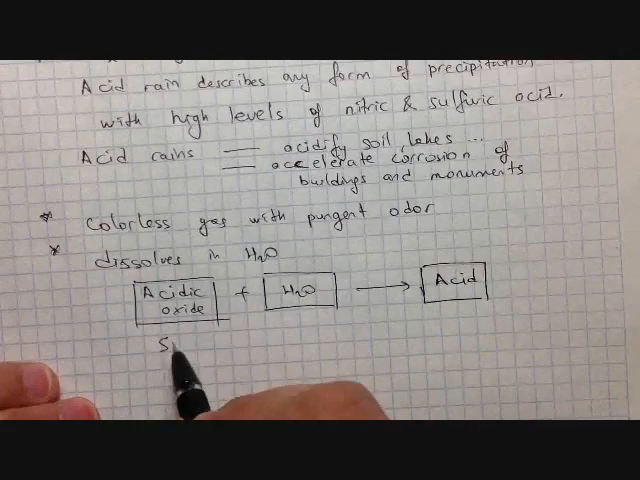 Acid rain describes any form of precipitation
with high levels of nitric & sulfuric acid.
Acid rains — acidify soil, lakes ...
— accelerate corrosion of
buildings and monuments
* colorless gas with pungent odor
* dissolves in H₂O
Acidic oxide + H₂O → Acid
S